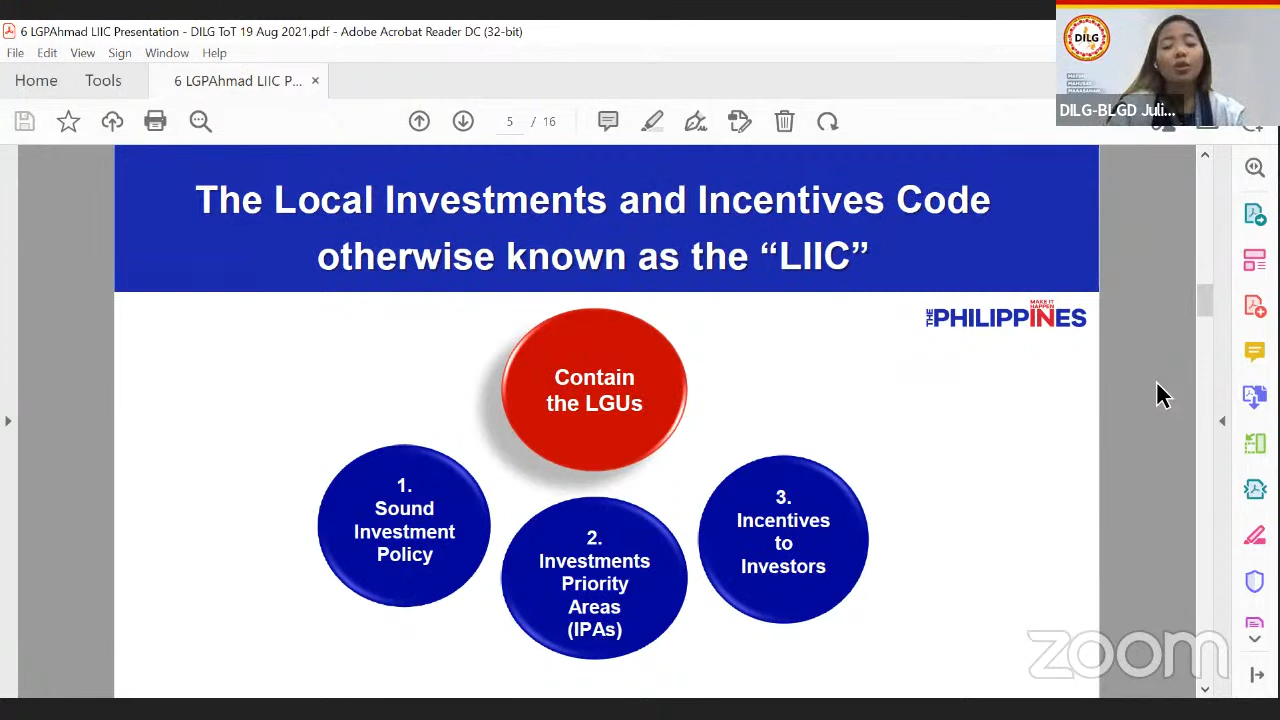 6 LGPAhmad LIIC Presentation - DILG ToT 19 Aug 2021.pdf - Adobe Acrobat Reader DC (32-bit)
File Edit View Sign Window Help
Home Tools 6 LGPAhmad LIIC P... ×
5 / 16
DILG
DILG-BLGD Juli...
The Local Investments and Incentives Code
otherwise known as the “LIIC”
MAKE IT
HAPPEN
THE PHILIPPINES
Contain
the LGUs
1.
Sound
Investment
Policy
2.
Investments
Priority
Areas
(IPAs)
3.
Incentives
to
Investors
zoom